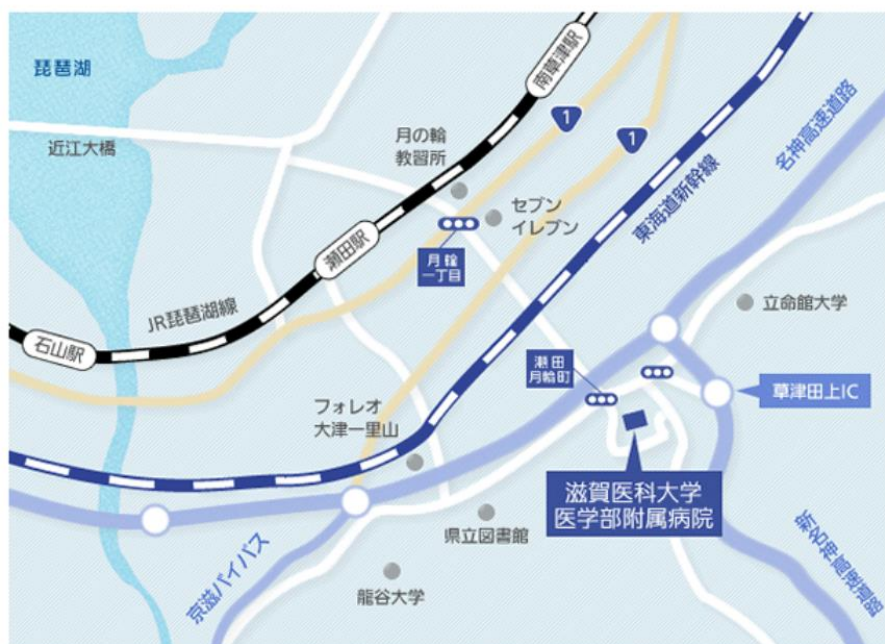 琵琶湖
近江大橋
南草津駅
月の輪
教習所
1
1
名神高速道路
セブン
イレブン
東海道新幹線
瀬田駅
月輪
一丁目
JR琵琶湖線
石山駅
立命館大学
瀬田
月輪町
草津田上IC
フォレオ
大津一里山
滋賀医科大学
医学部附属病院
県立図書館
龍谷大学
京滋バイパス
新名神高速道路